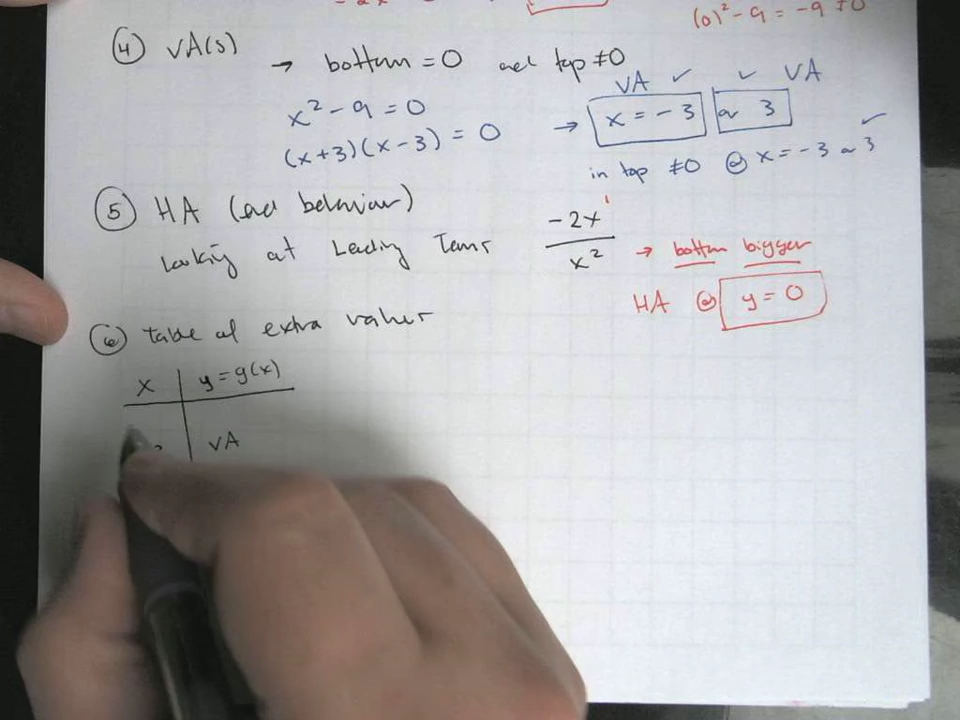 (0)² - 9 = -9 ≠ 0
④ VA(s) → bottom = 0 and top ≠ 0
VA ✓ ✓ VA
x² - 9 = 0
(x+3)(x-3) = 0 → x = -3 or 3
in top ≠ 0 @ x = -3 or 3 ✓
⑤ HA (end behavior)
looking at Leading Terms -2x¹/x² → bottom bigger
HA @ y = 0
⑥ table of extra values
x | y = g(x)
VA